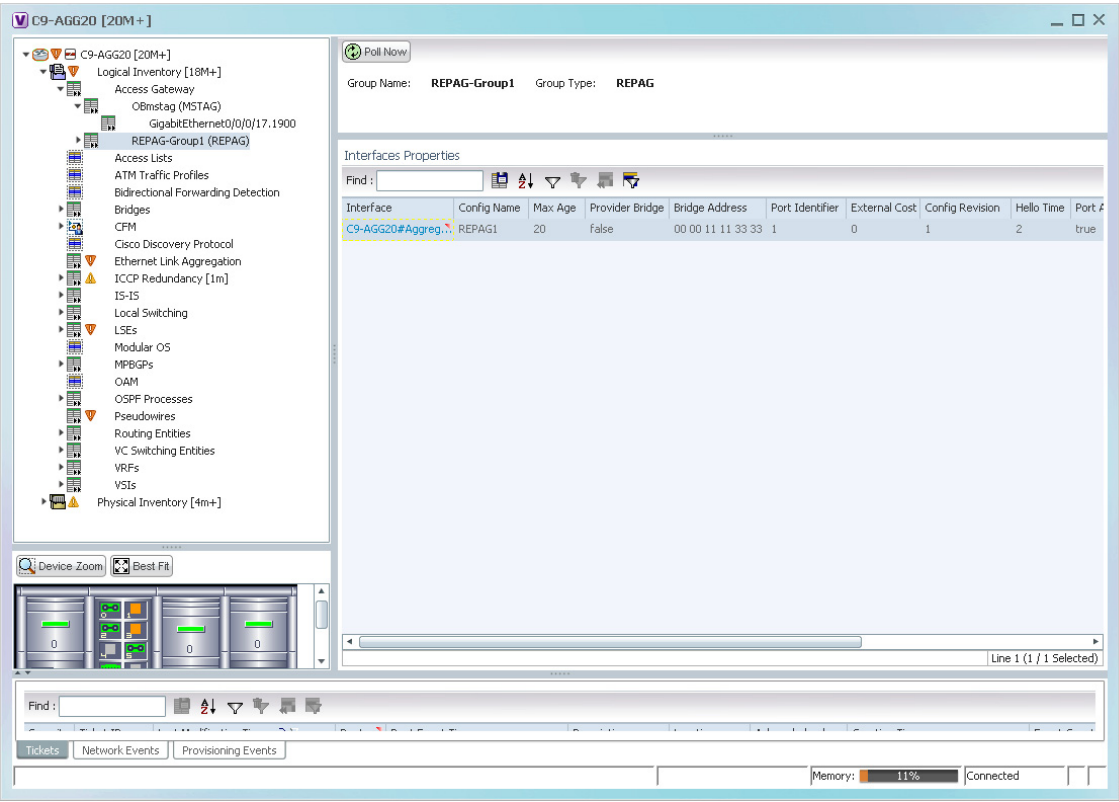 V C9-AGG20 [20M+]
C9-AGG20 [20M+]
Logical Inventory [18M+]
Access Gateway
OBmstag (MSTAG)
GigabitEthernet0/0/0/17.1900
REPAG-Group1 (REPAG)
Access Lists
ATM Traffic Profiles
Bidirectional Forwarding Detection
Bridges
CFM
Cisco Discovery Protocol
Ethernet Link Aggregation
ICCP Redundancy [1m]
IS-IS
Local Switching
LSEs
Modular OS
MPBGPs
OAM
OSPF Processes
Pseudowires
Routing Entities
VC Switching Entities
VRFs
VSIs
Physical Inventory [4m+]
Device Zoom Best Fit
0 0 0
Poll Now
Group Name: REPAG-Group1 Group Type: REPAG
Interfaces Properties
Find :
Interface Config Name Max Age Provider Bridge Bridge Address Port Identifier External Cost Config Revision Hello Time Port
C9-AGG20#Aggreg... REPAG1 20 false 00 00 11 11 33 33 1 0 1 2 true
Line 1 (1 / 1 Selected)
Find :
Tickets Network Events Provisioning Events
Memory: 11% Connected